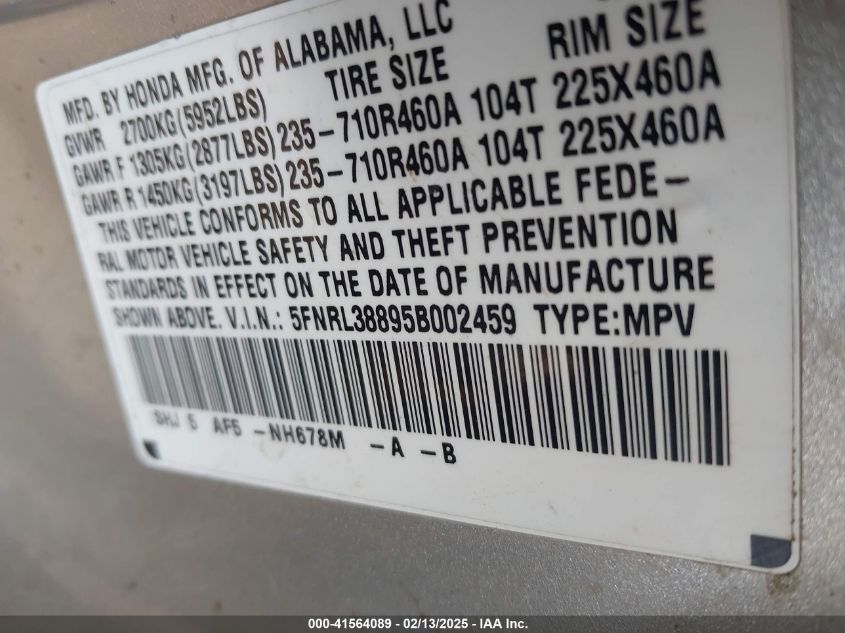 MFD. BY HONDA MFG. OF ALABAMA, LLC
GVWR 2700KG(5952LBS) TIRE SIZE RIM SIZE
GAWR F 1305KG(2877LBS) 235-710R460A 104T 225X460A
GAWR R 1450KG(3197LBS) 235-710R460A 104T 225X460A
THIS VEHICLE CONFORMS TO ALL APPLICABLE FEDE-
RAL MOTOR VEHICLE SAFETY AND THEFT PREVENTION
STANDARDS IN EFFECT ON THE DATE OF MANUFACTURE
SHOWN ABOVE. V.I.N.: 5FNRL38895B002459 TYPE:MPV
SHJ 5 AF5 -NH678M -A -B
000-41564089 - 02/13/2025 - IAA Inc.